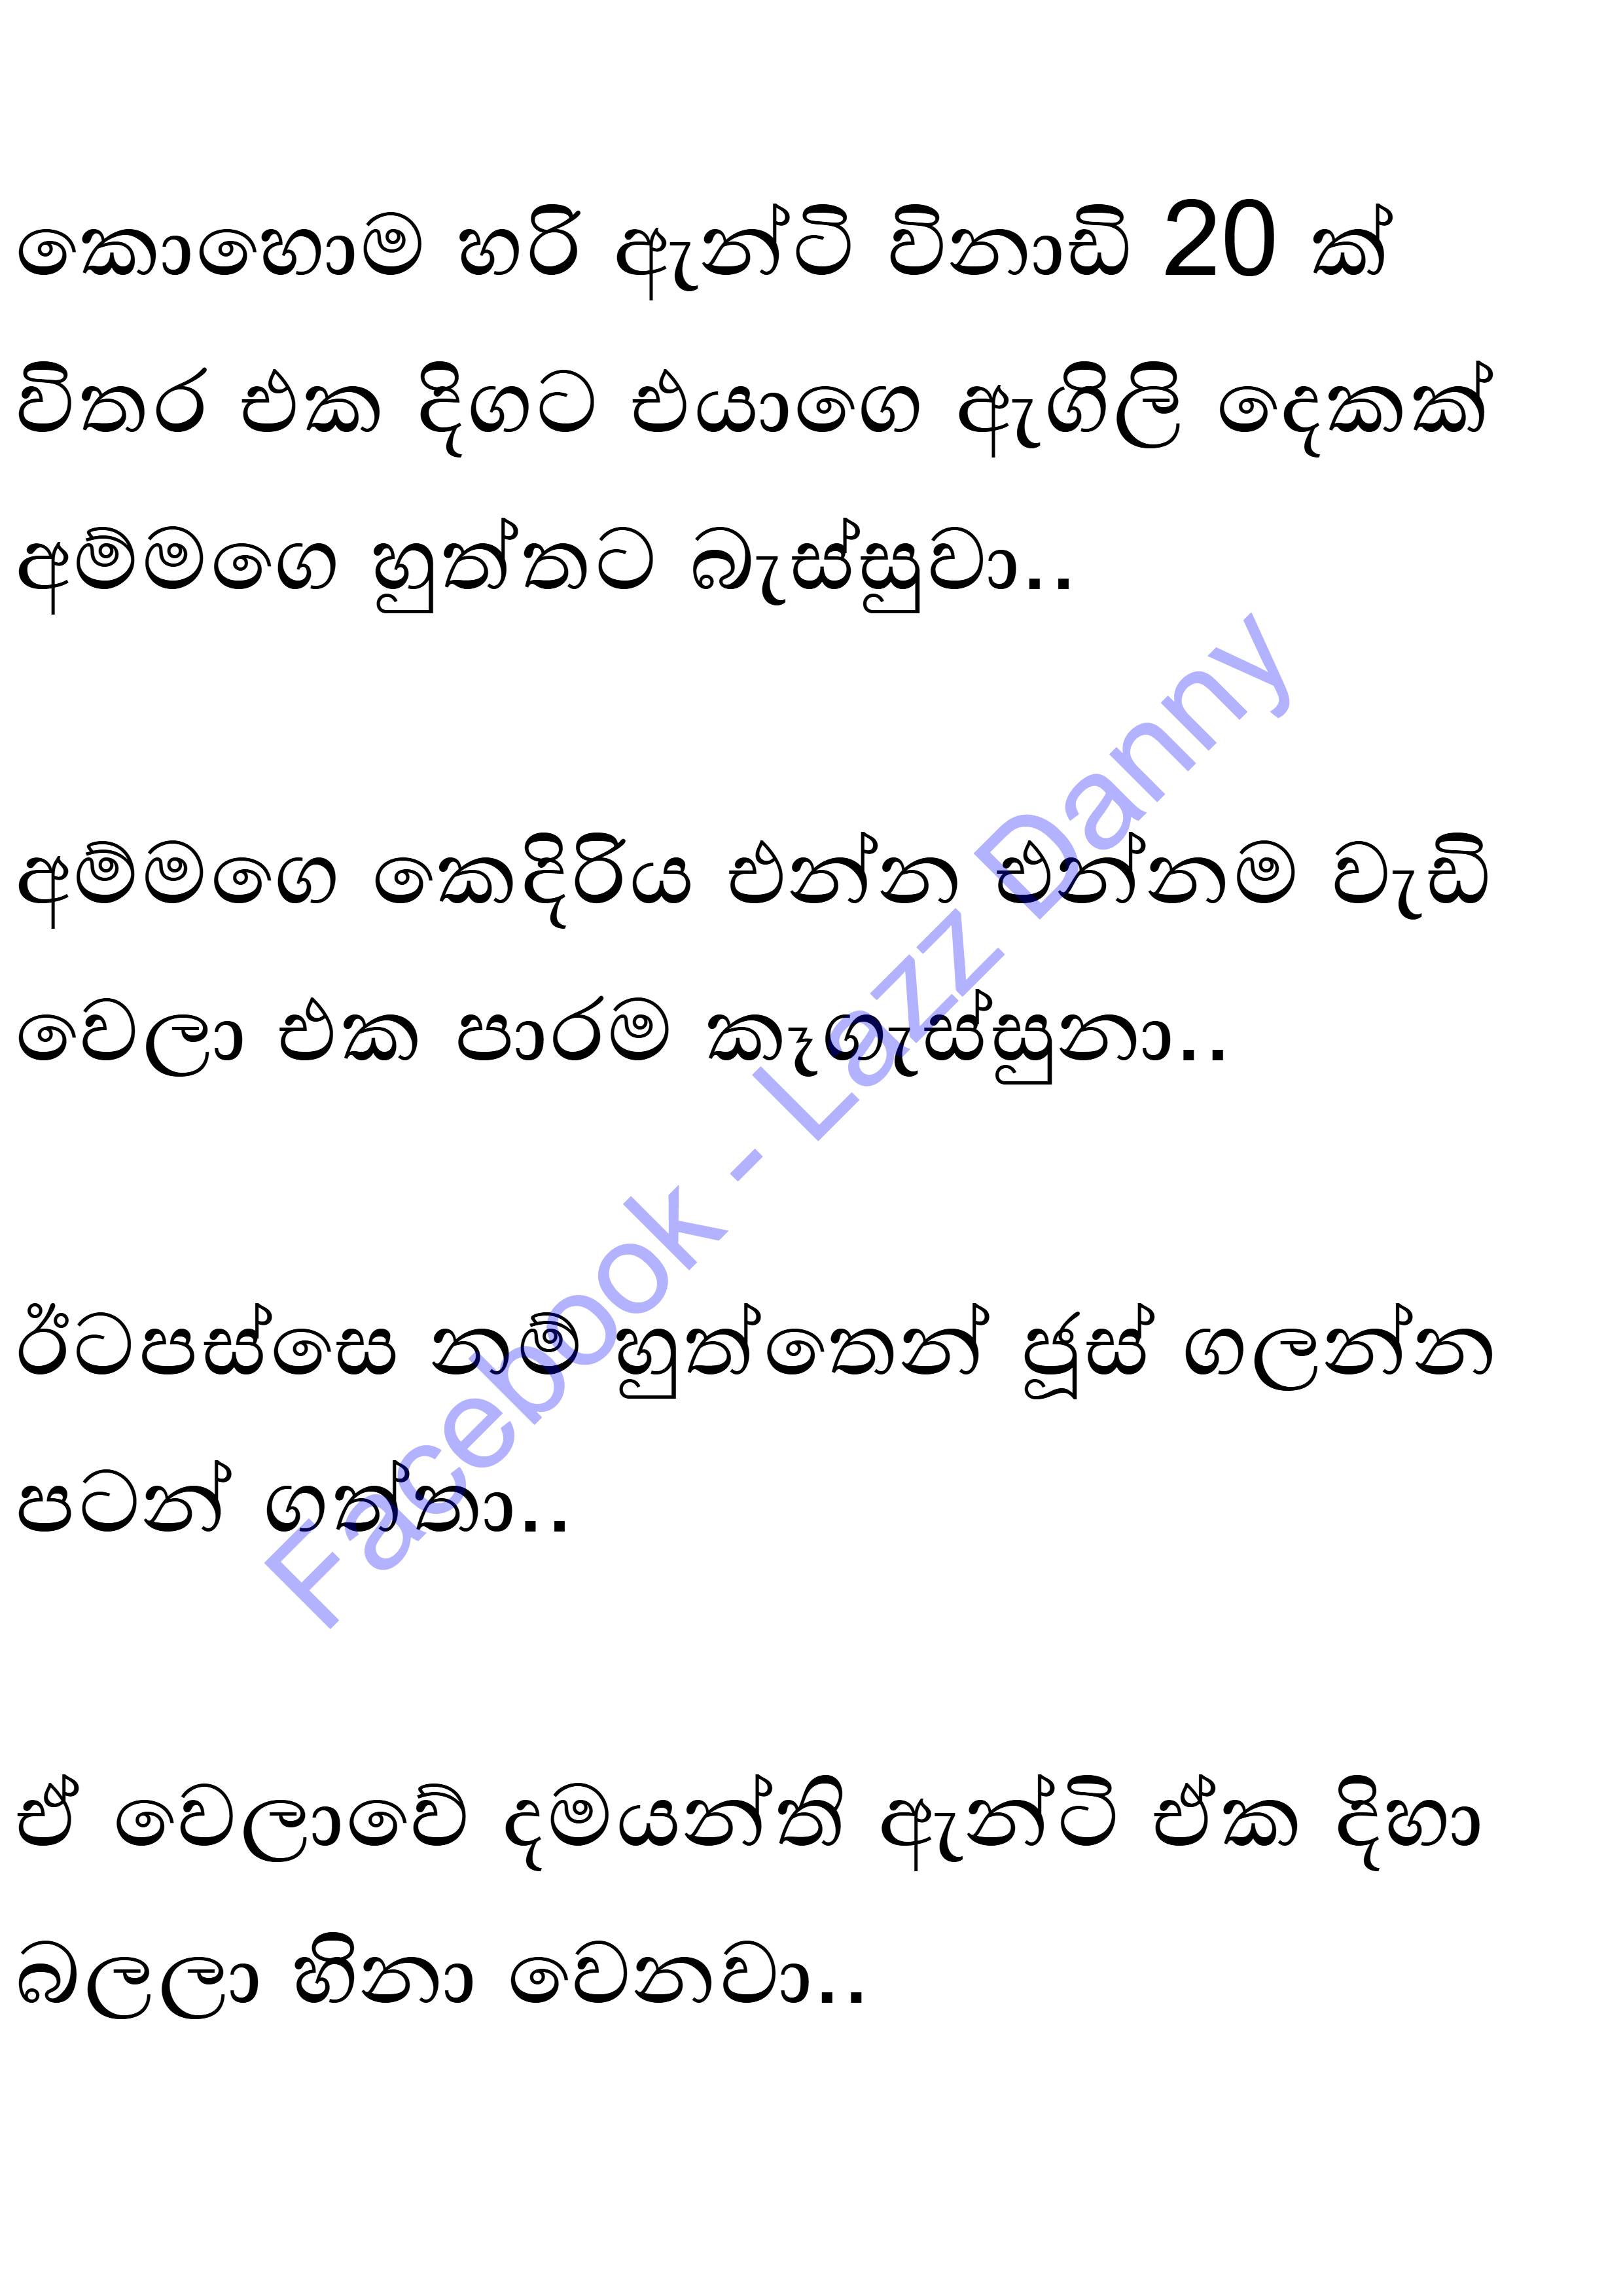 කොහොම හරි ඇන්ටි විනාඩි 20 ක්
විතර එක දිගට එයාගෙ ඇගිලි දෙකක්
අම්මගෙ හුත්තට බැස්සුවා..
අම්මගෙ කෙදිරිය එන්න එන්නම වැඩි
වෙලා එක පාරම කෑගැස්සුනා..
ඊටපස්සෙ තම් හුත්තෙන් ජූස් ගලන්න
පටන් ගත්තා..
ඒ වෙලාවේ දමයන්ති ඇන්ටි ඒක දිහා
බලලා හිනා වෙනවා..
Facebook - Lazz Danny